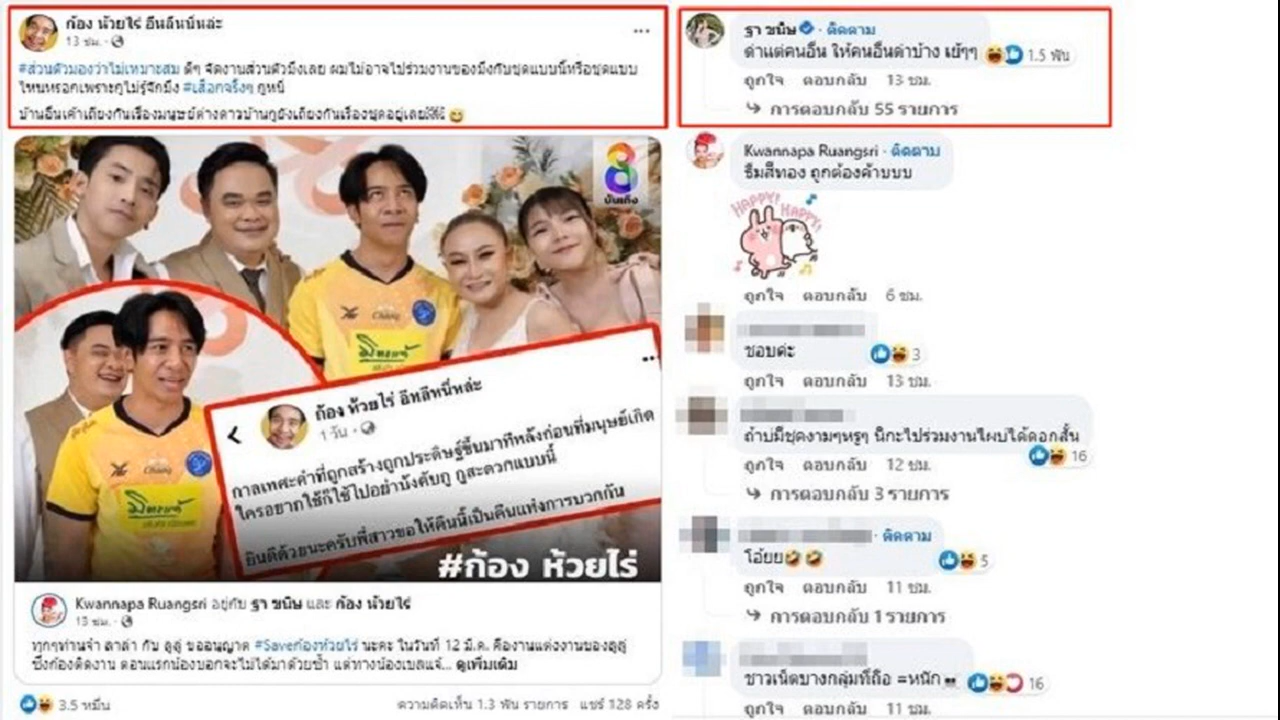 ก้อง ห้วยไร่ อีหลีหนี่หล่ะ
13 ชม.
#ส่วนตัวมองว่าไม่เหมาะสม ดีๆ จัดงานส่วนตัวมึงเลย ผมไม่อาจไปร่วมงานของมึงกับชุดแบบนี้หรือชุดแบบ
ไหนหรอกเพราะกูไม่รู้จักมึง #เสือกจริงๆ กูหนิ
บ้านอื่นเค้าเถียงกันเรื่องมนุษย์ต่างดาวบ้านกูยังเถียงกันเรื่องชุดอยู่เลย
8
บันเทิง
Chang
Chang
ก้อง ห้วยไร่ อีหลีหนี่หล่ะ
1 วัน
กาลเทศะคำที่ถูกสร้างถูกประดิษฐ์ขึ้นมาทีหลังก่อนที่มนุษย์เกิด
ใครอยากใช้ก็ใช้ไปอย่าบังคับกู กูสะดวกแบบนี้
ยินดีด้วยนะครับพี่สาวขอให้คืนนี้เป็นคืนแห่งการบวกกัน
#ก้อง ห้วยไร่
Kwannapa Ruangsri อยู่กับ ฐา ขนิษ และ ก้อง ห้วยไร่
13 ชม.
ทุกๆท่านจ๋า ลาล่า กับ ลูลู่ ขออนุญาต #Saveก้องห้วยไร่ นะคะ ในวันที่ 12 มี.ค. คืองานแต่งงานของลูลู่
ซึ่งก้องติดงาน ตอนแรกน้องบอกจะไม่ได้มาด้วยซ้ำ แต่ทางน้องเบสแจ้... ดูเพิ่มเติม
3.5 หมื่น
ความคิดเห็น 1.3 พัน รายการ แชร์ 128 ครั้ง
ฐา ขนิษ · ติดตาม
ด่าแต่คนอื่น ให้คนอื่นด่าบ้าง เย้ๆๆ
1.5 พัน
ถูกใจ ตอบกลับ 13 ชม.
การตอบกลับ 55 รายการ
Kwannapa Ruangsri · ติดตาม
ธีมสีทอง ถูกต้องค้าบบบ
HAPPY! HAPPY!
ถูกใจ ตอบกลับ 6 ชม.
ชอบค่ะ
3
ถูกใจ ตอบกลับ 13 ชม.
ถ้าบ่มีชุดงามๆหรูๆ นี่กะไปร่วมงานไผบ่ได้ดอกสั้น
16
ถูกใจ ตอบกลับ 12 ชม.
การตอบกลับ 3 รายการ
ติดตาม
โอ้ยย
5
ถูกใจ ตอบกลับ 11 ชม.
การตอบกลับ 1 รายการ
ชาวเน็ตบางกลุ่มที่ถือ =หนัก
16
ถูกใจ ตอบกลับ 11 ชม.